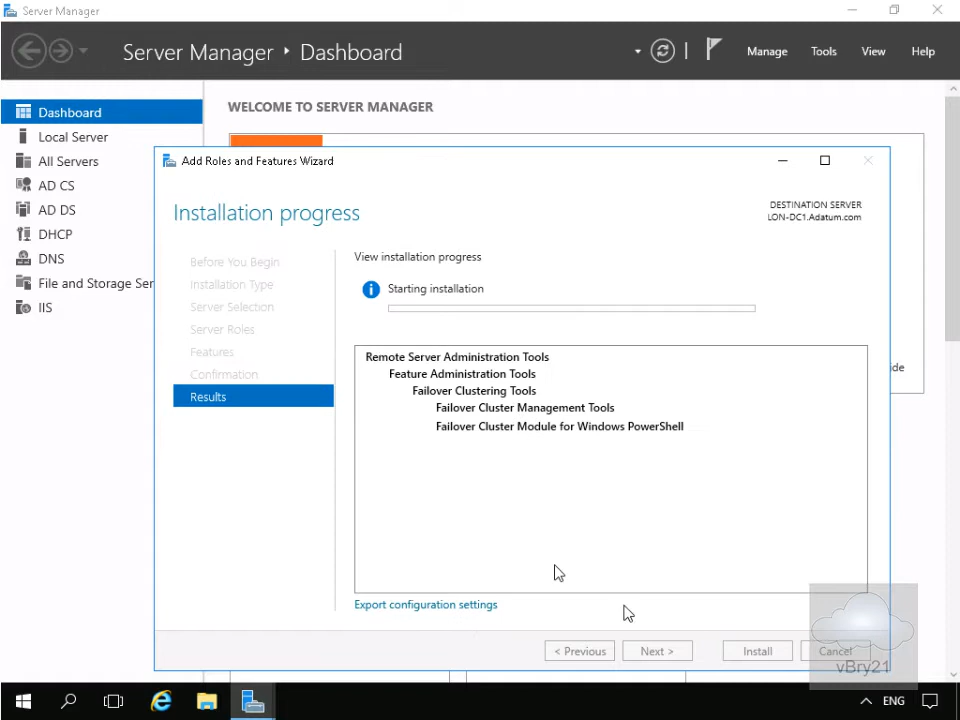 Server Manager
Server Manager ‣ Dashboard
Manage Tools View Help
Dashboard
Local Server
All Servers
AD CS
AD DS
DHCP
DNS
File and Storage Ser
IIS
WELCOME TO SERVER MANAGER
Add Roles and Features Wizard
Installation progress
DESTINATION SERVER
LON-DC1.Adatum.com
Before You Begin
Installation Type
Server Selection
Server Roles
Features
Confirmation
Results
View installation progress
Starting installation
Remote Server Administration Tools
Feature Administration Tools
Failover Clustering Tools
Failover Cluster Management Tools
Failover Cluster Module for Windows PowerShell
Export configuration settings
ide
< Previous Next > Install Cancel
vBry21
ENG